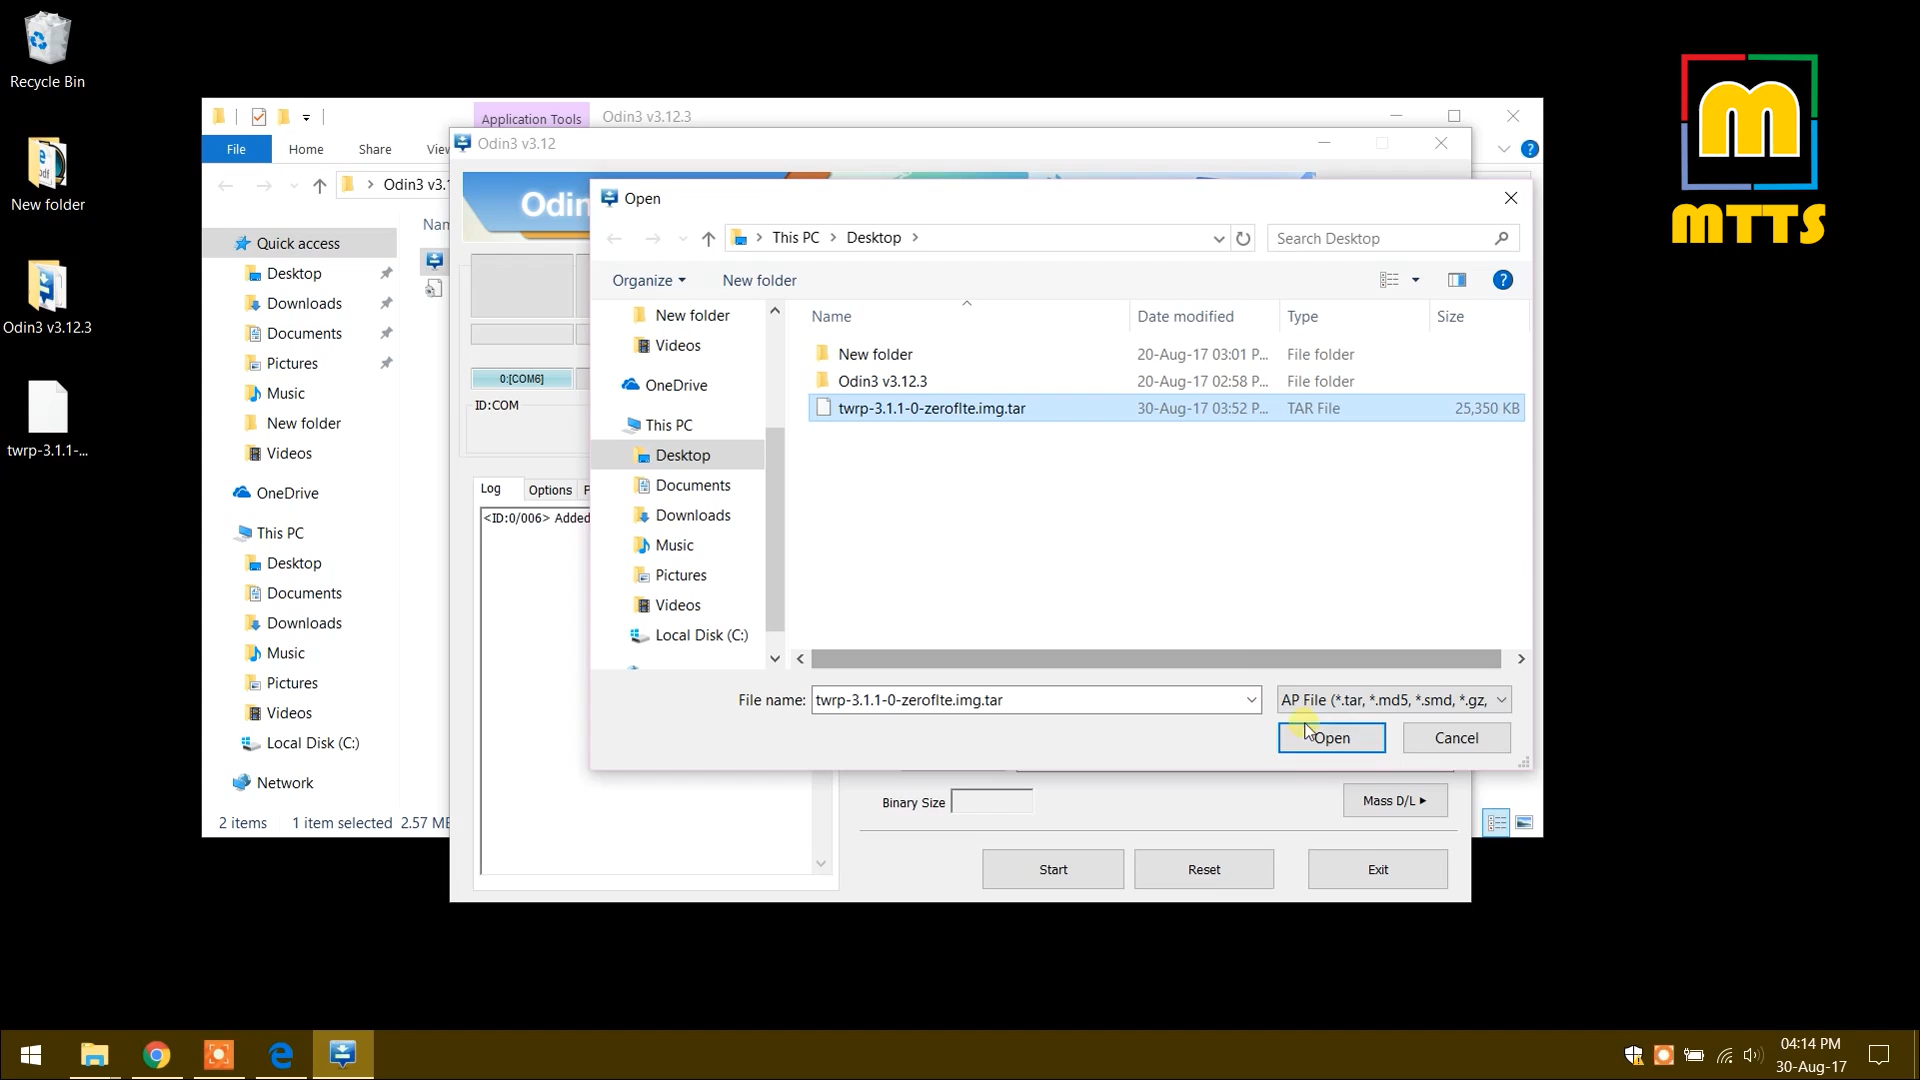 Recycle Bin
New folder
Odin3 v3.12.3
twrp-3.1.1-...
Application Tools
Odin3 v3.12.3
File
Home
Share
Odin3 v3.
Quick access
Desktop
Downloads
Documents
Pictures
Music
New folder
Videos
OneDrive
This PC
Desktop
Documents
Downloads
Music
Pictures
Videos
Local Disk (C:)
Network
2 items
1 item selected
Odin3 v3.12
0:[COM6]
ID:COM
Log
Options
<ID:0/006> Added
Binary Size
Mass D/L
Start
Reset
Exit
Open
This PC
Desktop
Search Desktop
Organize
New folder
New folder
Videos
OneDrive
This PC
Desktop
Documents
Downloads
Music
Pictures
Videos
Local Disk (C:)
Name
Date modified
Type
Size
New folder
20-Aug-17 03:01 P...
File folder
Odin3 v3.12.3
20-Aug-17 02:58 P...
File folder
twrp-3.1.1-0-zeroflte.img.tar
30-Aug-17 03:52 P...
TAR File
25,350 KB
File name:
twrp-3.1.1-0-zeroflte.img.tar
AP File (*.tar, *.md5, *.smd, *.gz,
Open
Cancel
m
MTTS
04:14 PM
30-Aug-17